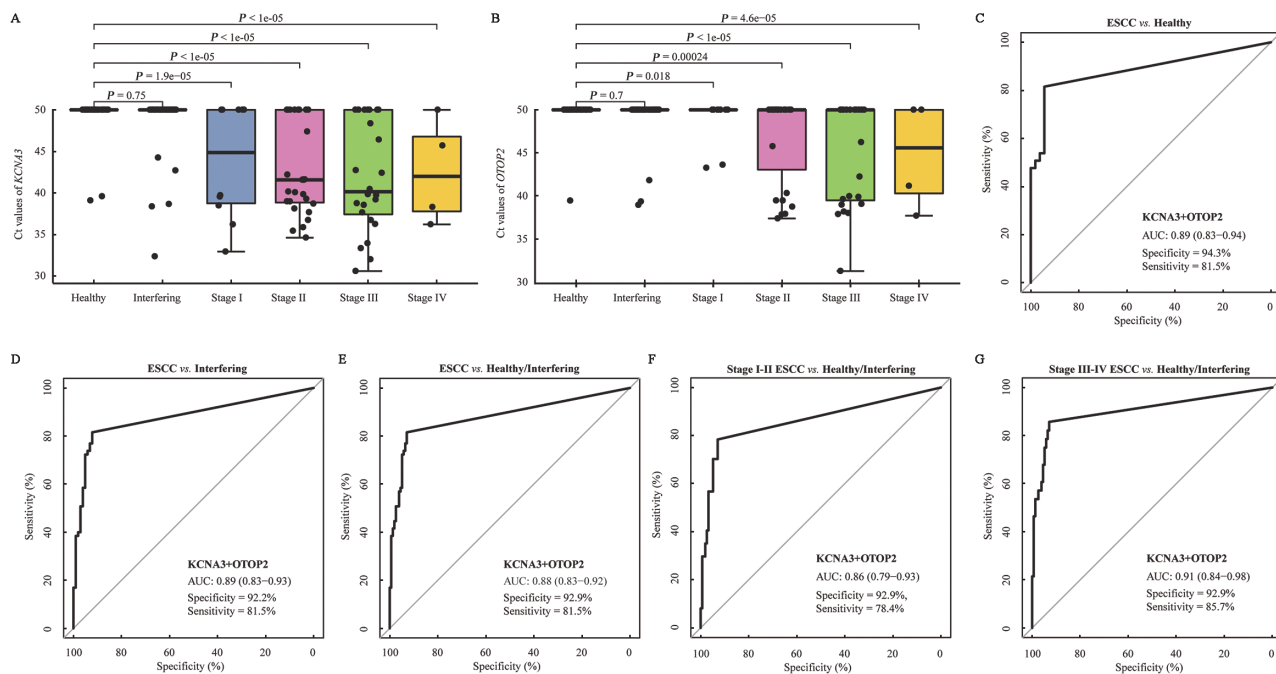 A
P < 1e-05
P < 1e-05
P < 1e-05
P = 1.9e−05
P = 0.75
50
45
40
35
30
Ct values of KCNA3
Healthy
Interfering
Stage I
Stage II
Stage III
Stage IV
B
P = 4.6e−05
P < 1e-05
P = 0.00024
P = 0.018
P = 0.7
50
45
40
35
30
Ct values of OTOP2
Healthy
Interfering
Stage I
Stage II
Stage III
Stage IV
C
ESCC vs. Healthy
100
80
60
40
20
0
Sensitivity (%)
KCNA3+OTOP2
AUC: 0.89 (0.83−0.94)
Specificity = 94.3%
Sensitivity = 81.5%
100
80
60
40
20
0
Specificity (%)
D
ESCC vs. Interfering
100
80
60
40
20
0
Sensitivity (%)
KCNA3+OTOP2
AUC: 0.89 (0.83−0.93)
Specificity = 92.2%
Sensitivity = 81.5%
100
80
60
40
20
0
Specificity (%)
E
ESCC vs. Healthy/Interfering
100
80
60
40
20
0
Sensitivity (%)
KCNA3+OTOP2
AUC: 0.88 (0.83−0.92)
Specificity = 92.9%
Sensitivity = 81.5%
100
80
60
40
20
0
Specificity (%)
F
Stage I-II ESCC vs. Healthy/Interfering
100
80
60
40
20
0
Sensitivity (%)
KCNA3+OTOP2
AUC: 0.86 (0.79−0.93)
Specificity = 92.9%,
Sensitivity = 78.4%
100
80
60
40
20
0
Specificity (%)
G
Stage III-IV ESCC vs. Healthy/Interfering
100
80
60
40
20
0
Sensitivity (%)
KCNA3+OTOP2
AUC: 0.91 (0.84−0.98)
Specificity = 92.9%
Sensitivity = 85.7%
100
80
60
40
20
0
Specificity (%)